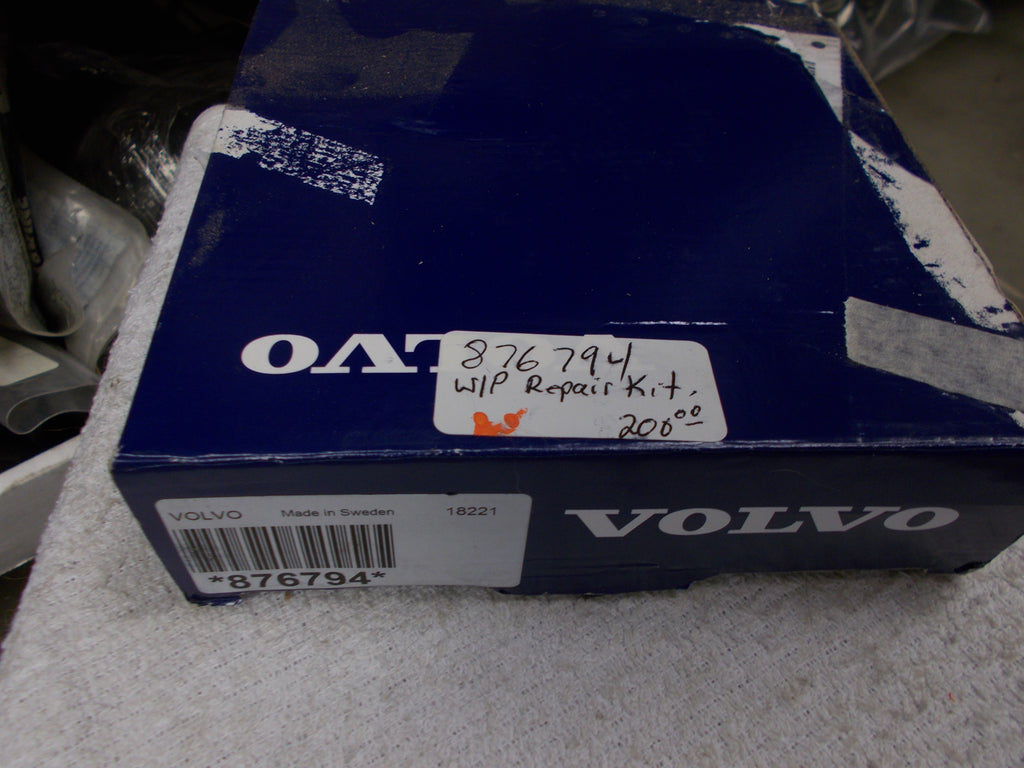 VOLVO
876794
W/P Repair Kit.
200.00
VOLVO Made in Sweden 18221
*876794*
VOLVO